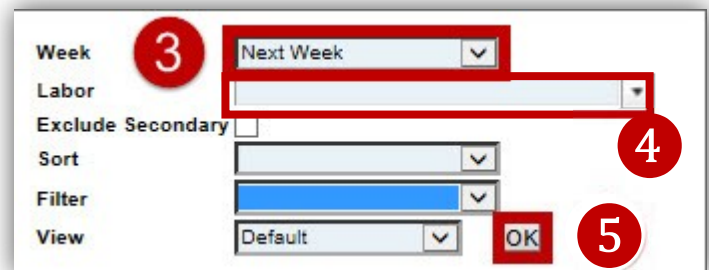 Week 3 Next Week
Labor
Exclude Secondary 4
Sort
Filter
View Default OK 5